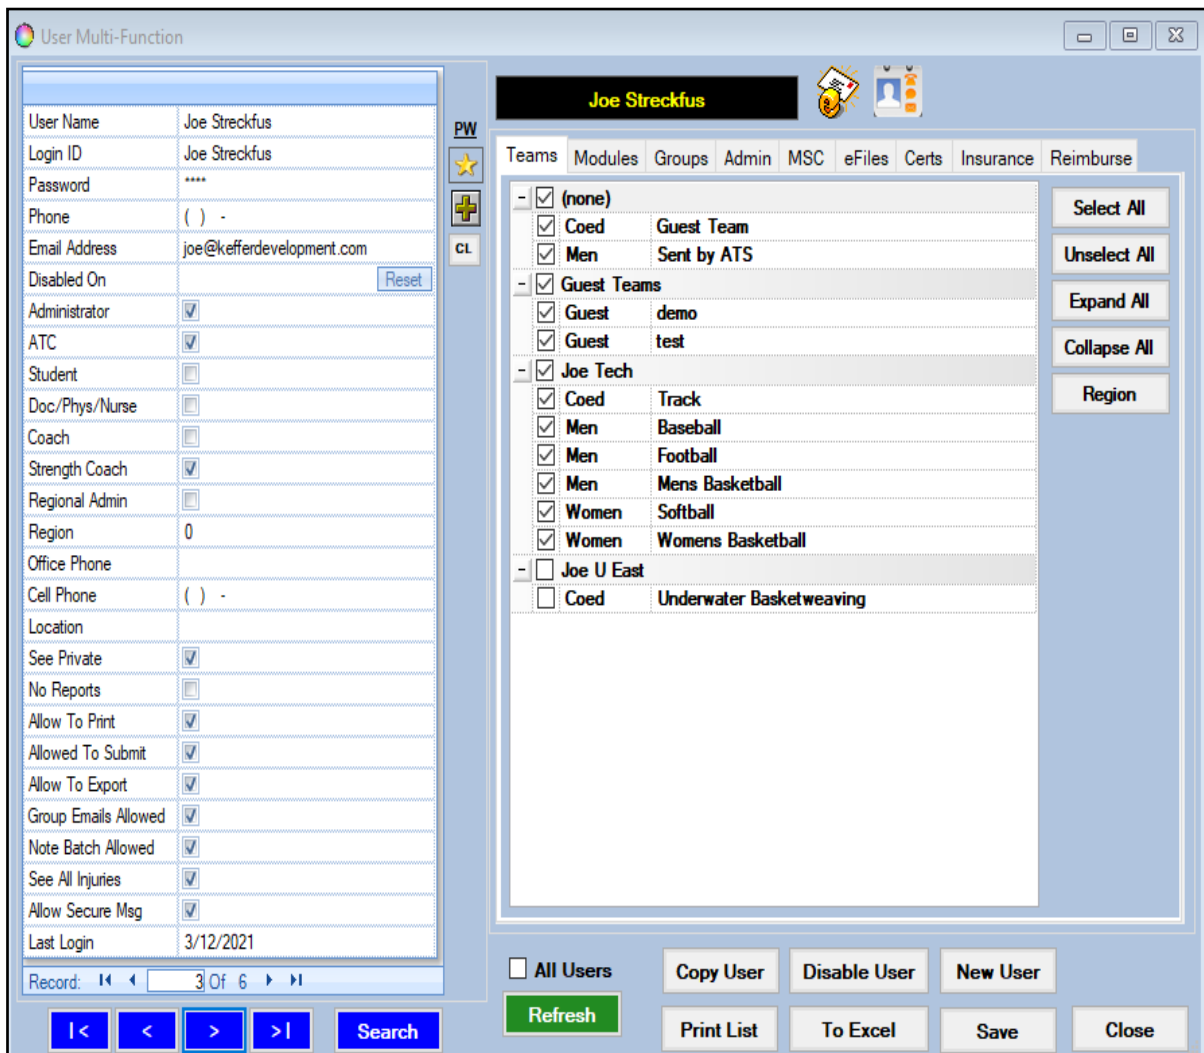 User Multi-Function
User Name Joe Streckfus
Login ID Joe Streckfus
Password ****
Phone ( ) -
Email Address joe@kefferdevelopment.com
Disabled On Reset
Administrator
ATC
Student
Doc/Phys/Nurse
Coach
Strength Coach
Regional Admin
Region 0
Office Phone
Cell Phone ( ) -
Location
See Private
No Reports
Allow To Print
Allowed To Submit
Allow To Export
Group Emails Allowed
Note Batch Allowed
See All Injuries
Allow Secure Msg
Last Login 3/12/2021
Record: 3 Of 6
|< < > >| Search
PW
CL
Joe Streckfus
Teams Modules Groups Admin MSC eFiles Certs Insurance Reimburse
(none)
Coed Guest Team
Men Sent by ATS
Guest Teams
Guest demo
Guest test
Joe Tech
Coed Track
Men Baseball
Men Football
Men Mens Basketball
Women Softball
Women Womens Basketball
Joe U East
Coed Underwater Basketweaving
Select All
Unselect All
Expand All
Collapse All
Region
All Users Copy User Disable User New User
Refresh Print List To Excel Save Close